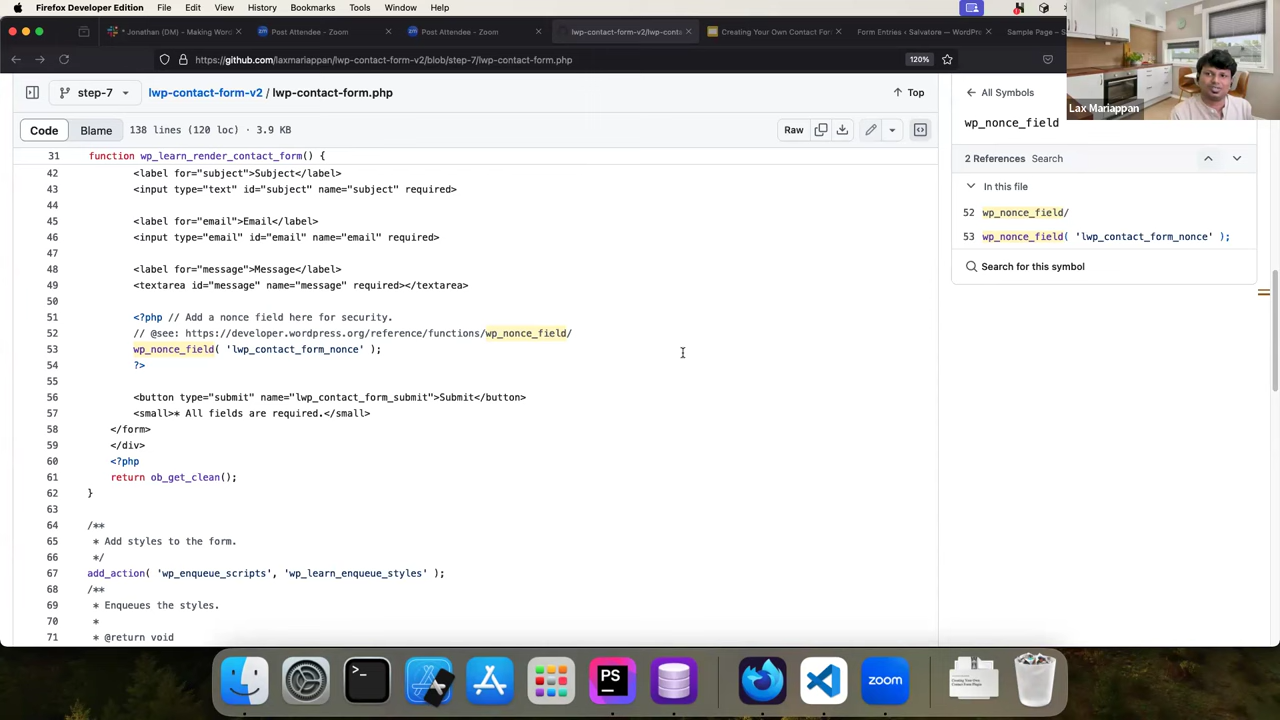 Firefox Developer Edition File Edit View History Bookmarks Tools Window Help
* Jonathan (DM) - Making Word
Post Attendee - Zoom
Post Attendee - Zoom
lwp-contact-form-v2/lwp-conta
Creating Your Own Contact Form
Form Entries ‹ Salvatore — WordPre
Sample Page – S
https://github.com/laxmariappan/lwp-contact-form-v2/blob/step-7/lwp-contact-form.php
120%
Lax Mariappan
step-7
lwp-contact-form-v2 / lwp-contact-form.php
Top
Code Blame 138 lines (120 loc) · 3.9 KB
Raw
31 function wp_learn_render_contact_form() {
42 <label for="subject">Subject</label>
43 <input type="text" id="subject" name="subject" required>
44
45 <label for="email">Email</label>
46 <input type="email" id="email" name="email" required>
47
48 <label for="message">Message</label>
49 <textarea id="message" name="message" required></textarea>
50
51 <?php // Add a nonce field here for security.
52 // @see: https://developer.wordpress.org/reference/functions/wp_nonce_field/
53 wp_nonce_field( 'lwp_contact_form_nonce' );
54 ?>
55
56 <button type="submit" name="lwp_contact_form_submit">Submit</button>
57 <small>* All fields are required.</small>
58 </form>
59 </div>
60 <?php
61 return ob_get_clean();
62 }
63
64 /**
65 * Add styles to the form.
66 */
67 add_action( 'wp_enqueue_scripts', 'wp_learn_enqueue_styles' );
68 /**
69 * Enqueues the styles.
70 *
71 * @return void
All Symbols
wp_nonce_field
2 References Search
In this file
52 wp_nonce_field/
53 wp_nonce_field( 'lwp_contact_form_nonce' );
Search for this symbol
>_
PS
zoom